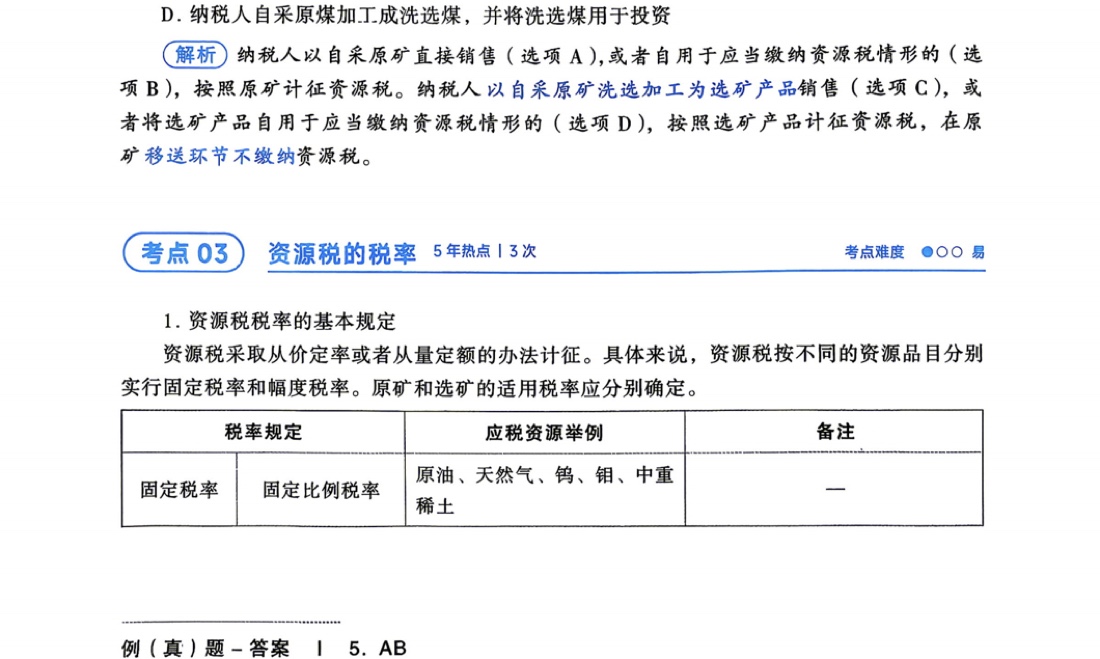 D. 纳税人自采原煤加工成洗选煤，并将洗选煤用于投资
解析 纳税人以自采原矿直接销售（选项 A），或者自用于应当缴纳资源税情形的（选
项 B），按照原矿计征资源税。纳税人以自采原矿洗选加工为选矿产品销售（选项 C），或
者将选矿产品自用于应当缴纳资源税情形的（选项 D），按照选矿产品计征资源税，在原
矿移送环节不缴纳资源税。
考点 03 资源税的税率 5 年热点 | 3 次 考点难度 易
1. 资源税税率的基本规定
资源税采取从价定率或者从量定额的办法计征。具体来说，资源税按不同的资源品目分别
实行固定税率和幅度税率。原矿和选矿的适用税率应分别确定。
税率规定 应税资源举例 备注
固定税率 固定比例税率 原油、天然气、钨、钼、中重
稀土 —
例（真）题 – 答案 | 5. AB